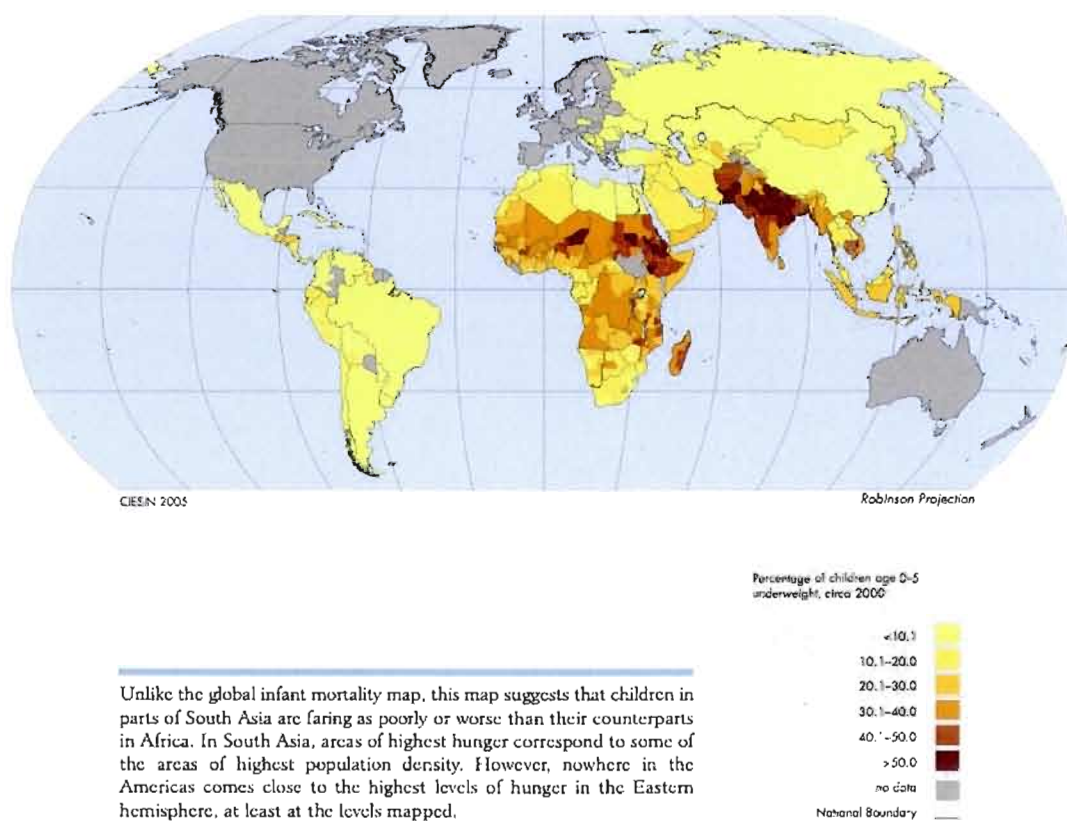 CIESIN 2005
Robinson Projection
Percentage of children age 0–5
underweight, circa 2000
<10.1
10.1–20.0
20.1–30.0
30.1–40.0
40.1–50.0
>50.0
no data
National Boundary
Unlike the global infant mortality map, this map suggests that children in
parts of South Asia are faring as poorly or worse than their counterparts
in Africa. In South Asia, areas of highest hunger correspond to some of
the areas of highest population density. However, nowhere in the
Americas comes close to the highest levels of hunger in the Eastern
hemisphere, at least at the levels mapped.